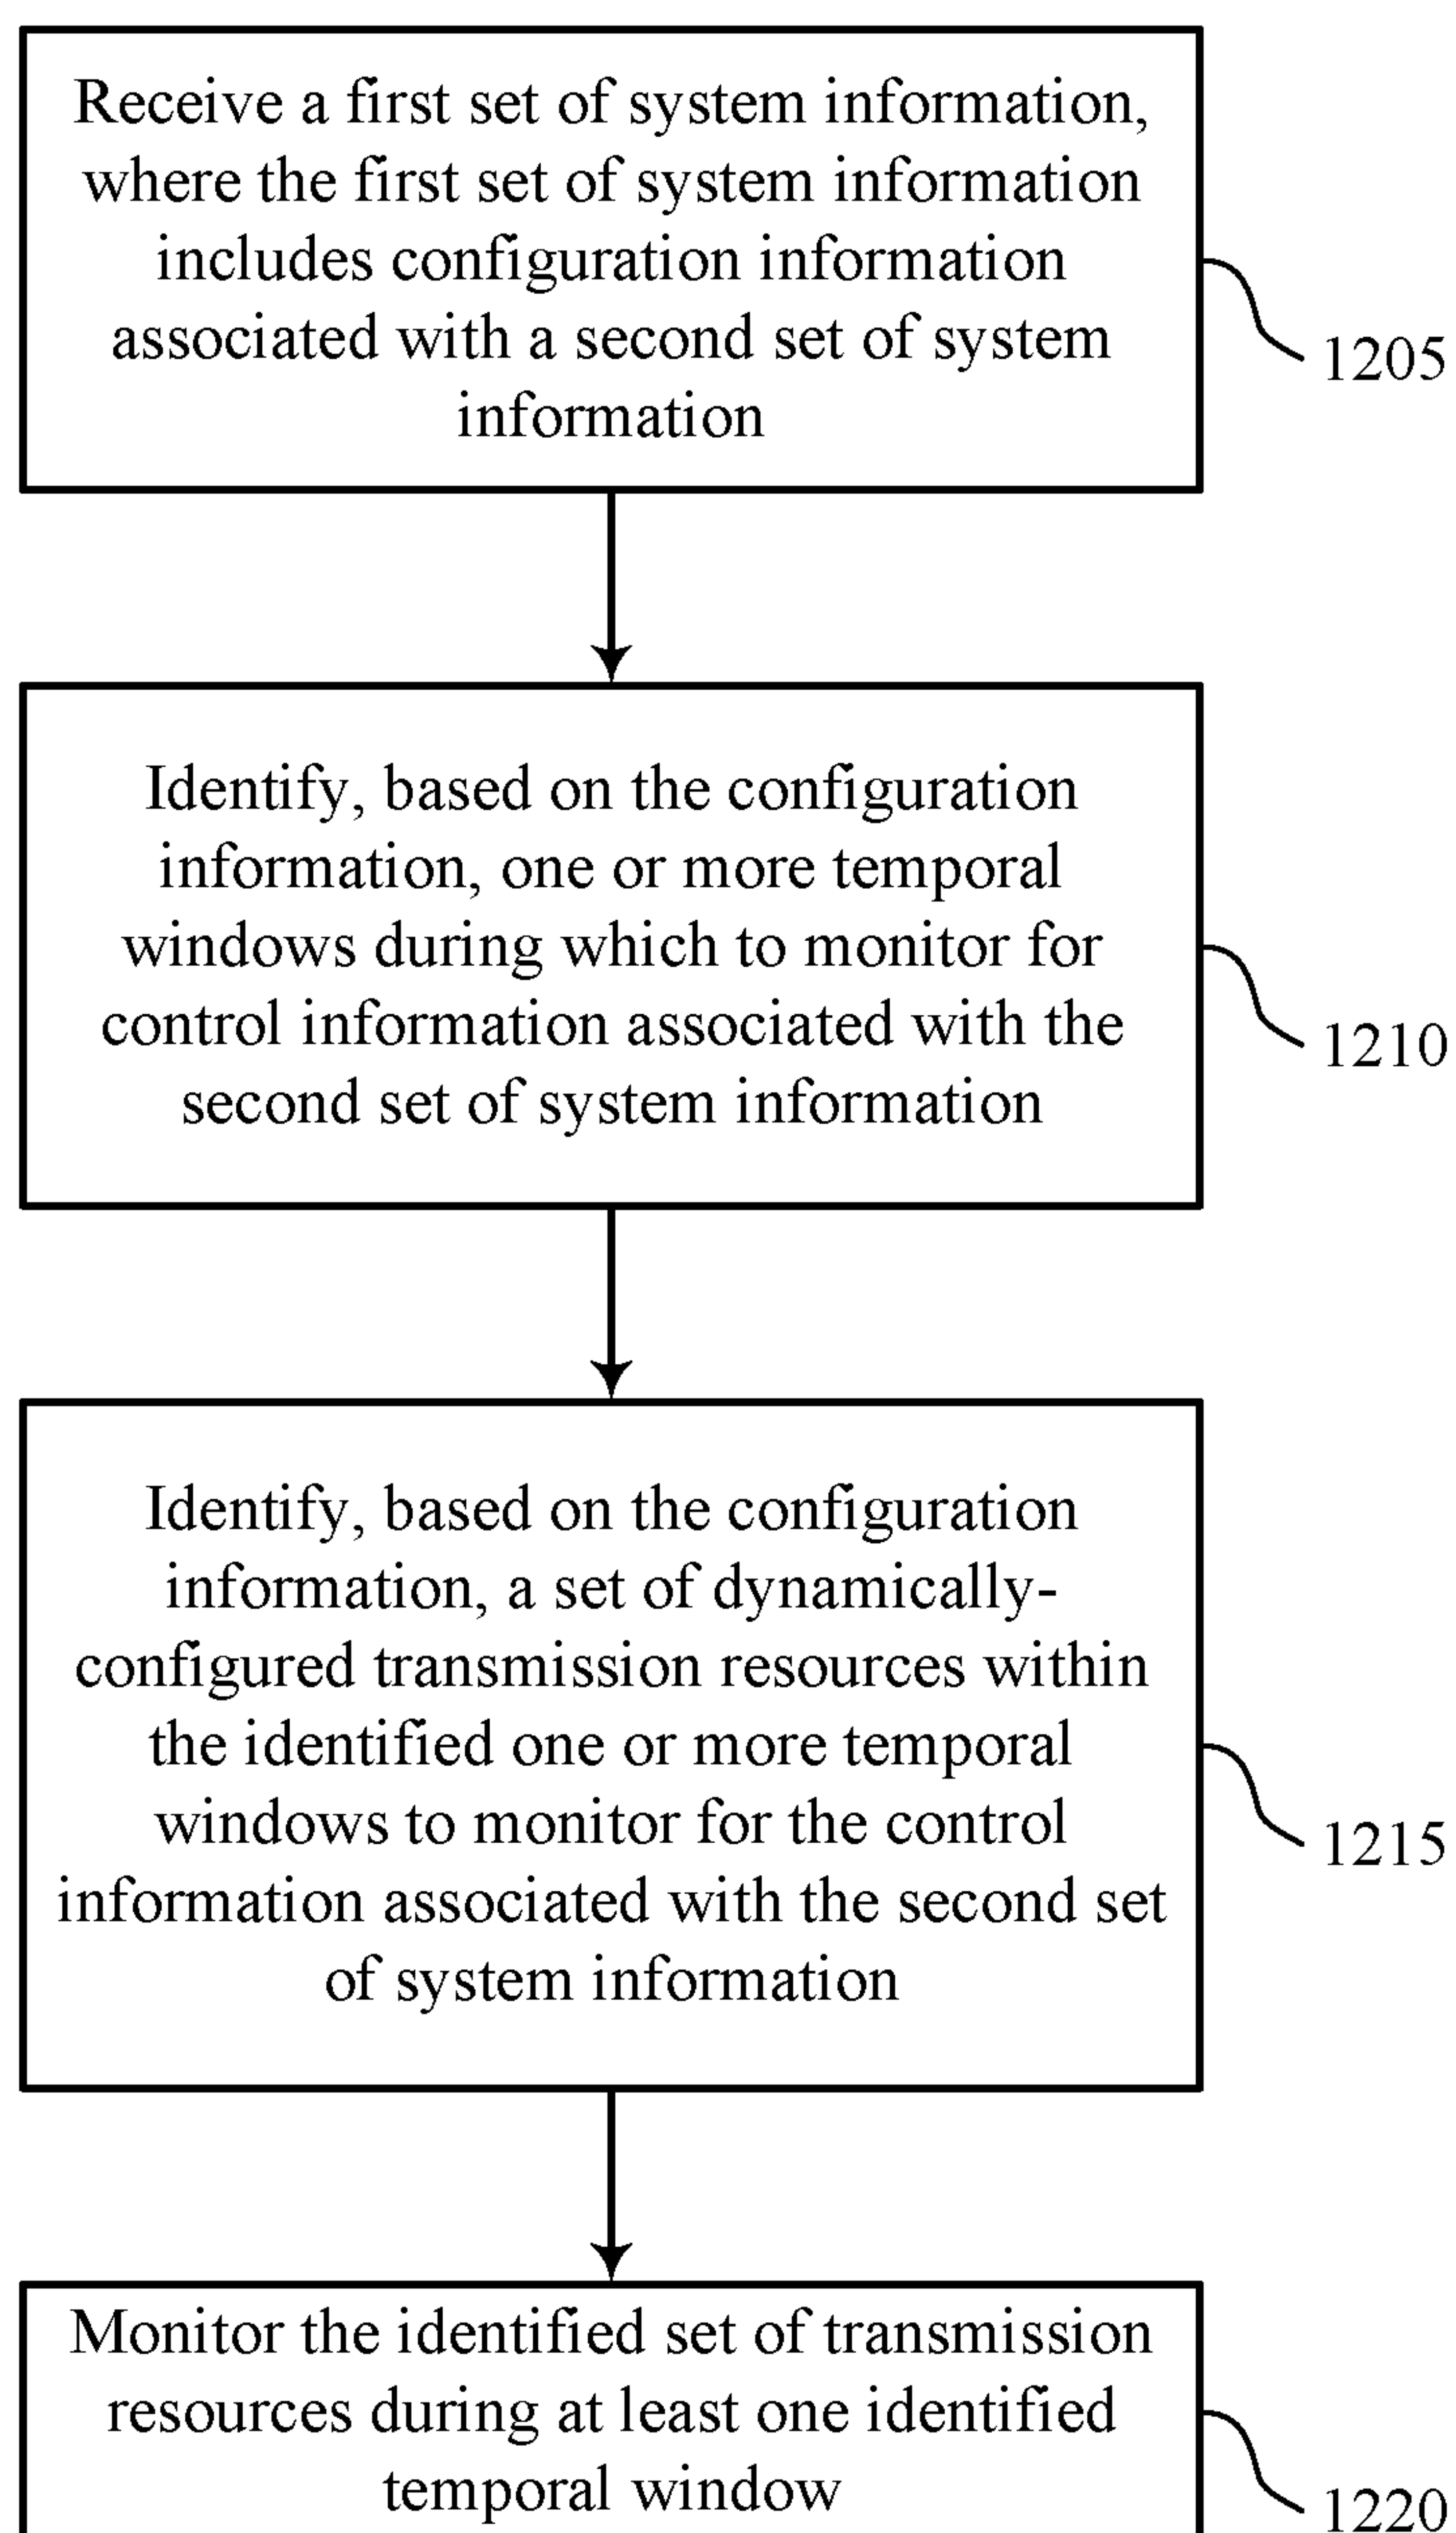 Receive a first set of system information,
where the first set of system information
includes configuration information
associated with a second set of system
information
1205
Identify, based on the configuration
information, one or more temporal
windows during which to monitor for
control information associated with the
second set of system information
1210
Identify, based on the configuration
information, a set of dynamically-
configured transmission resources within
the identified one or more temporal
windows to monitor for the control
information associated with the second set
of system information
1215
Monitor the identified set of transmission
resources during at least one identified
temporal window
1220